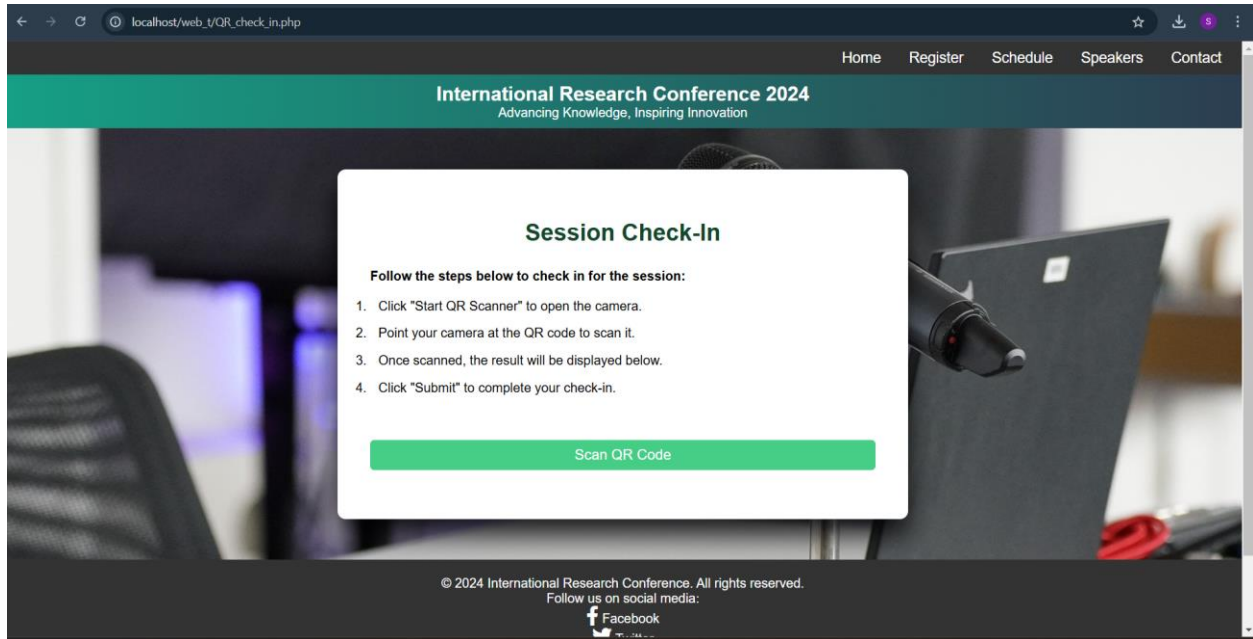 localhost/web_t/QR_check_in.php
S
Home Register Schedule Speakers Contact
International Research Conference 2024
Advancing Knowledge, Inspiring Innovation
Session Check-In
Follow the steps below to check in for the session:
1. Click "Start QR Scanner" to open the camera.
2. Point your camera at the QR code to scan it.
3. Once scanned, the result will be displayed below.
4. Click "Submit" to complete your check-in.
Scan QR Code
© 2024 International Research Conference. All rights reserved.
Follow us on social media:
Facebook
Twitter